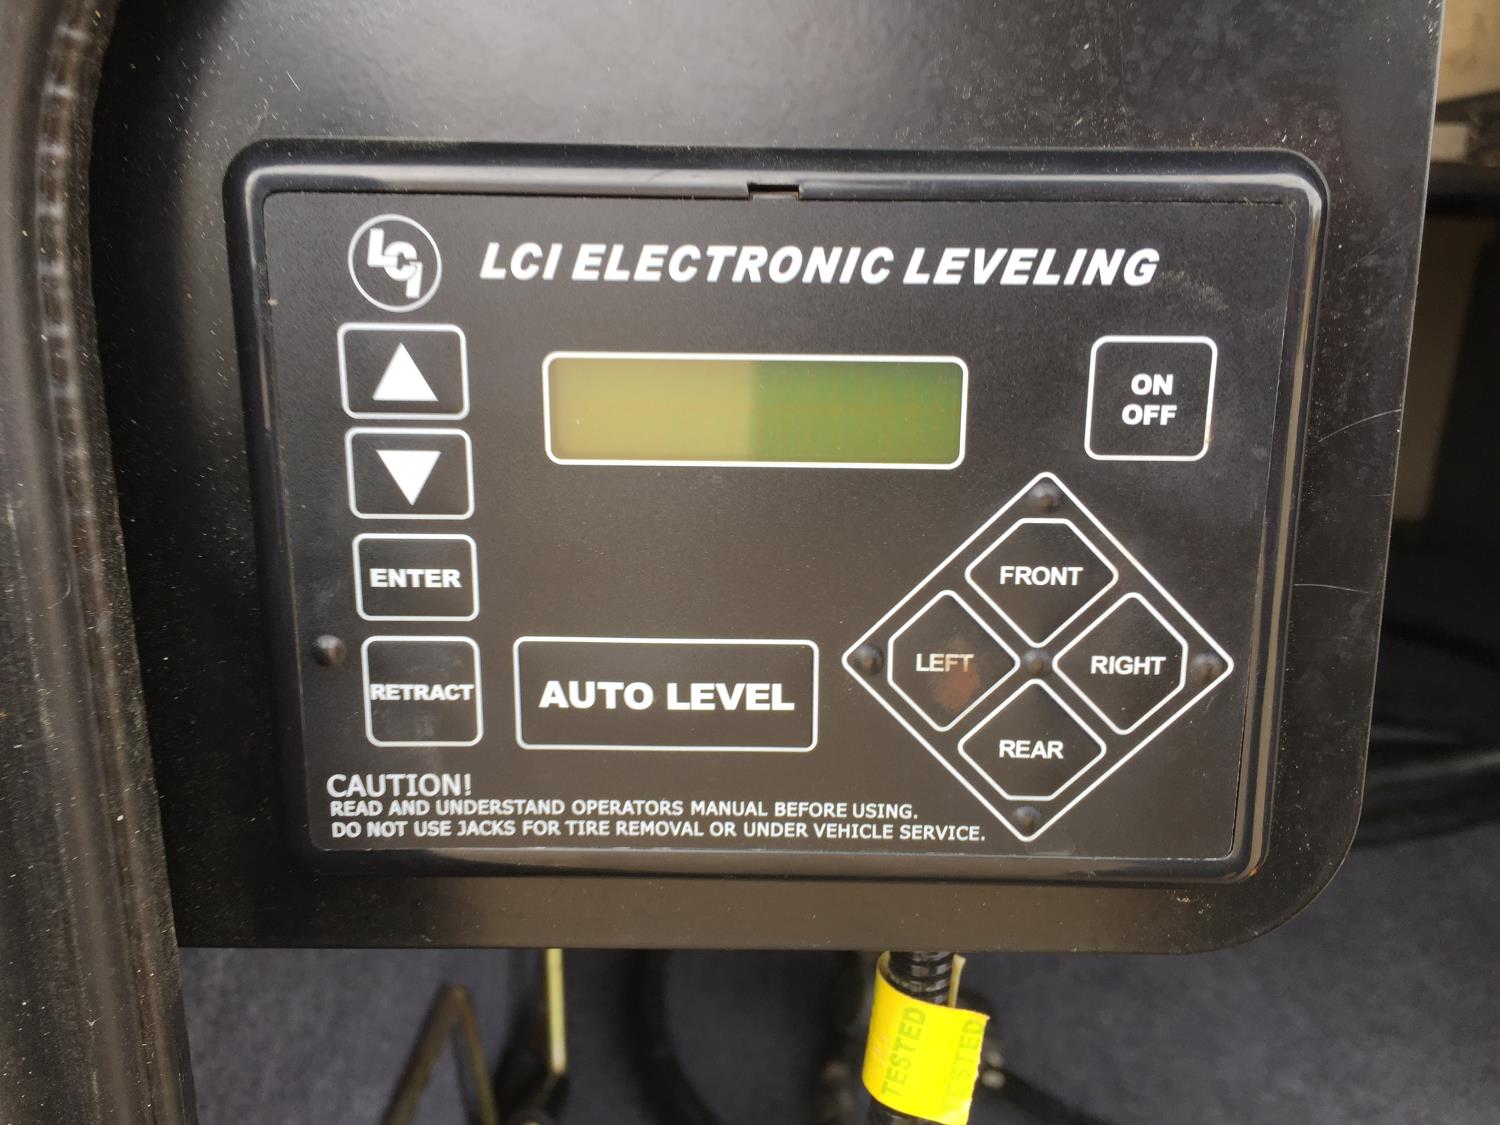 LCI
LCI ELECTRONIC LEVELING
ON
OFF
ENTER
RETRACT
AUTO LEVEL
FRONT
LEFT
RIGHT
REAR
CAUTION!
READ AND UNDERSTAND OPERATORS MANUAL BEFORE USING.
DO NOT USE JACKS FOR TIRE REMOVAL OR UNDER VEHICLE SERVICE.
TESTED
TESTED